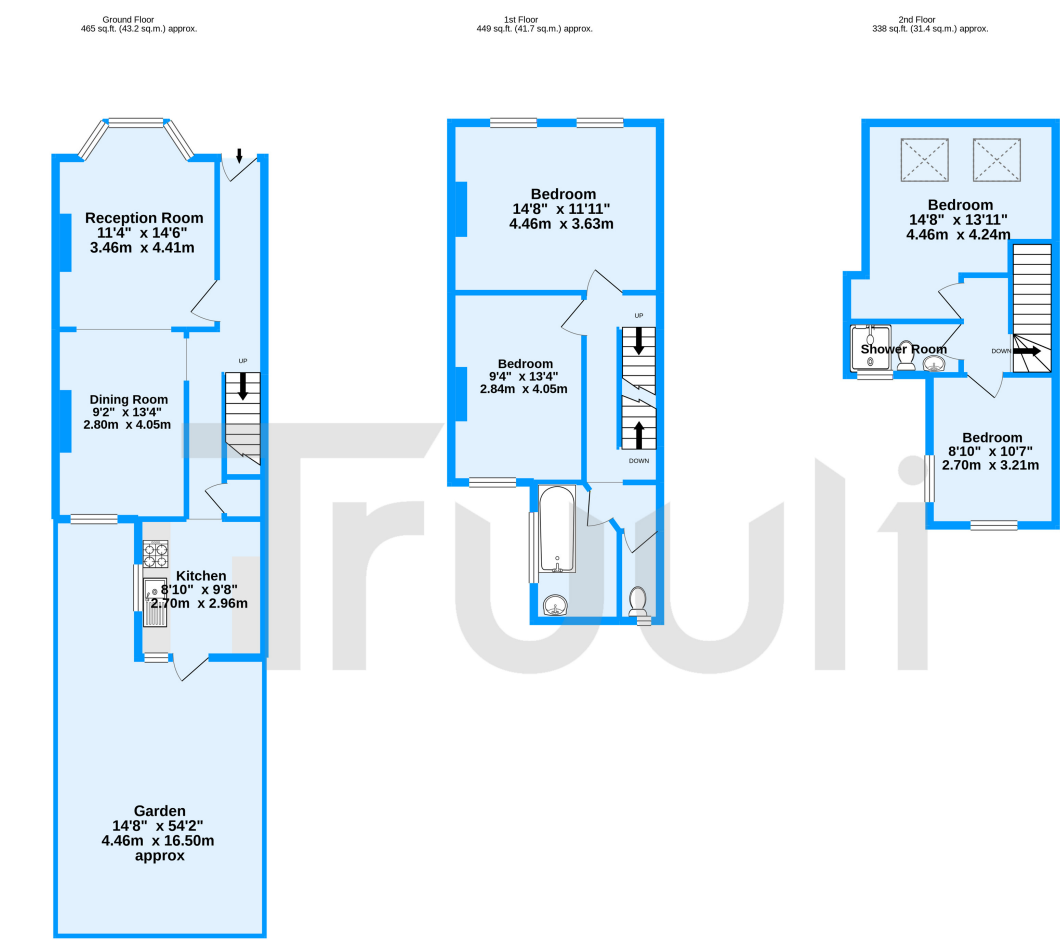 Ground Floor
465 sq.ft. (43.2 sq.m.) approx.
1st Floor
449 sq.ft. (41.7 sq.m.) approx.
2nd Floor
338 sq.ft. (31.4 sq.m.) approx.
Reception Room
11'4" x 14'6"
3.46m x 4.41m
UP
Dining Room
9'2" x 13'4"
2.80m x 4.05m
Kitchen
8'10" x 9'8"
2.70m x 2.96m
Garden
14'8" x 54'2"
4.46m x 16.50m
approx
Bedroom
14'8" x 11'11"
4.46m x 3.63m
UP
Bedroom
9'4" x 13'4"
2.84m x 4.05m
DOWN
Bedroom
14'8" x 13'11"
4.46m x 4.24m
Shower Room
DOWN
Bedroom
8'10" x 10'7"
2.70m x 3.21m
Truuli